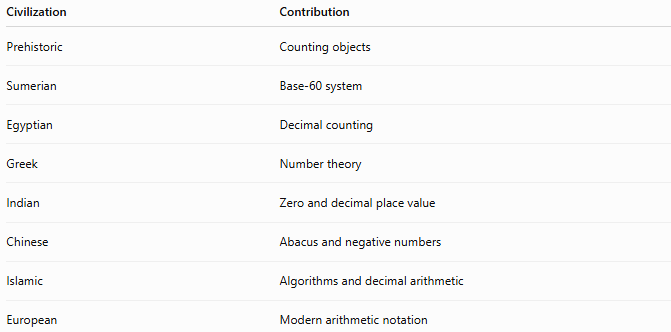 Civilization Contribution
Prehistoric Counting objects
Sumerian Base-60 system
Egyptian Decimal counting
Greek Number theory
Indian Zero and decimal place value
Chinese Abacus and negative numbers
Islamic Algorithms and decimal arithmetic
European Modern arithmetic notation